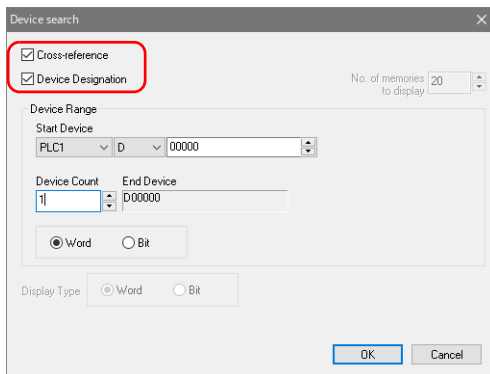 Device search
Cross-reference
Device Designation
No. of memories
to display
20
Device Range
Start Device
PLC1 D 00000
Device Count End Device
1 D00000
Word Bit
Display Type Word Bit
OK Cancel